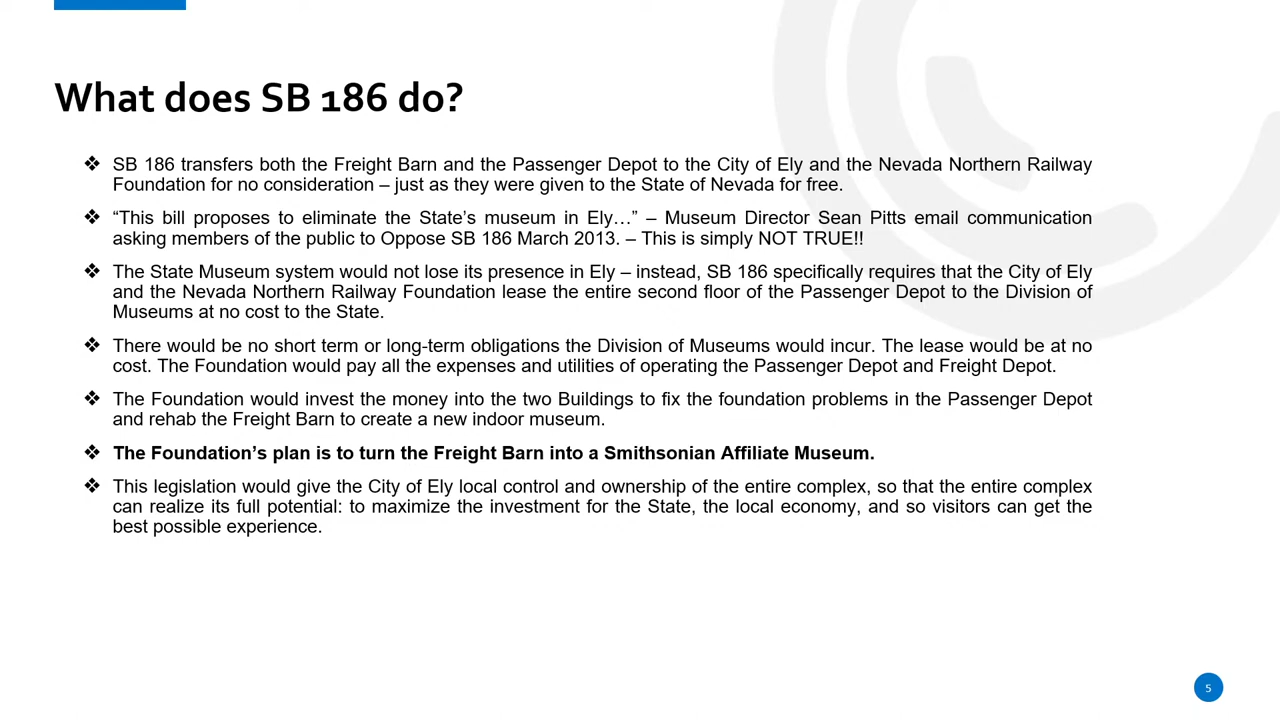 What does SB 186 do?
❖ SB 186 transfers both the Freight Barn and the Passenger Depot to the City of Ely and the Nevada Northern Railway
Foundation for no consideration – just as they were given to the State of Nevada for free.
❖ “This bill proposes to eliminate the State’s museum in Ely…” – Museum Director Sean Pitts email communication
asking members of the public to Oppose SB 186 March 2013. – This is simply NOT TRUE!!
❖ The State Museum system would not lose its presence in Ely – instead, SB 186 specifically requires that the City of Ely
and the Nevada Northern Railway Foundation lease the entire second floor of the Passenger Depot to the Division of
Museums at no cost to the State.
❖ There would be no short term or long-term obligations the Division of Museums would incur. The lease would be at no
cost. The Foundation would pay all the expenses and utilities of operating the Passenger Depot and Freight Depot.
❖ The Foundation would invest the money into the two Buildings to fix the foundation problems in the Passenger Depot
and rehab the Freight Barn to create a new indoor museum.
❖ The Foundation’s plan is to turn the Freight Barn into a Smithsonian Affiliate Museum.
❖ This legislation would give the City of Ely local control and ownership of the entire complex, so that the entire complex
can realize its full potential: to maximize the investment for the State, the local economy, and so visitors can get the
best possible experience.
5